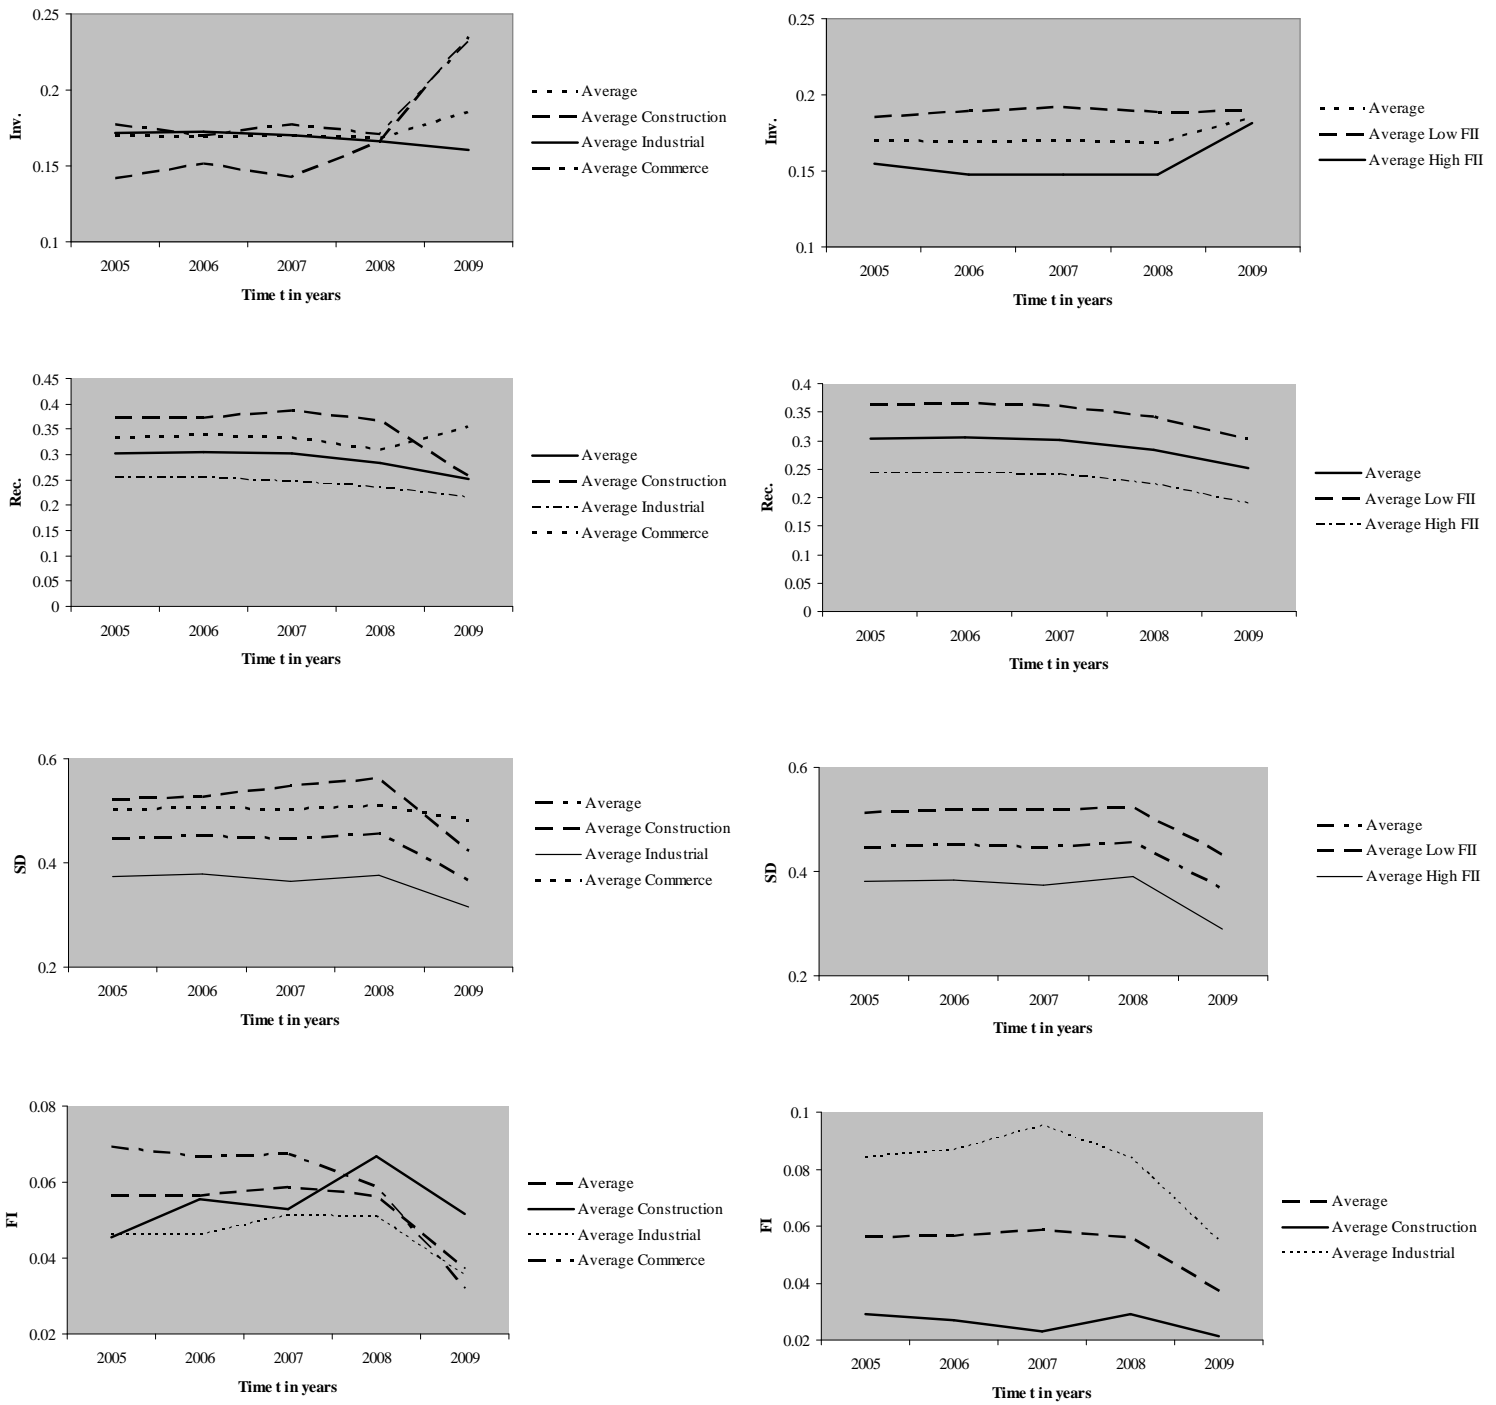 0.25
0.2
0.15
0.1
Inv.
2005 2006 2007 2008 2009
Time t in years
Average
Average Construction
Average Industrial
Average Commerce
0.25
0.2
0.15
0.1
Inv.
2005 2006 2007 2008 2009
Time t in years
Average
Average Low FII
Average High FII
0.45
0.4
0.35
0.3
0.25
0.2
0.15
0.1
0.05
0
Rec.
2005 2006 2007 2008 2009
Time t in years
Average
Average Construction
Average Industrial
Average Commerce
0.4
0.35
0.3
0.25
0.2
0.15
0.1
0.05
0
Rec.
2005 2006 2007 2008 2009
Time t in years
Average
Average Low FII
Average High FII
0.6
0.4
0.2
SD
2005 2006 2007 2008 2009
Time t in years
Average
Average Construction
Average Industrial
Average Commerce
0.6
0.4
0.2
SD
2005 2006 2007 2008 2009
Time t in years
Average
Average Low FII
Average High FII
0.08
0.06
0.04
0.02
FI
2005 2006 2007 2008 2009
Time t in years
Average
Average Construction
Average Industrial
Average Commerce
0.1
0.08
0.06
0.04
0.02
FI
2005 2006 2007 2008 2009
Time t in years
Average
Average Construction
Average Industrial